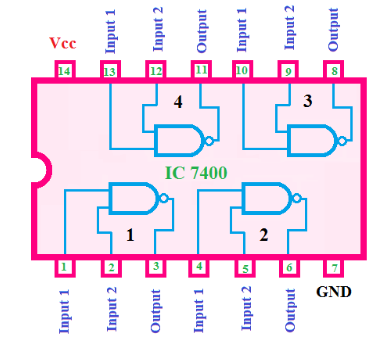 Vcc
Input 1
Input 2
Output
Input 1
Input 2
Output
14
13
12
11
10
9
8
4
3
IC 7400
1
2
1
2
3
4
5
6
7
Input 1
Input 2
Output
Input 1
Input 2
Output
GND